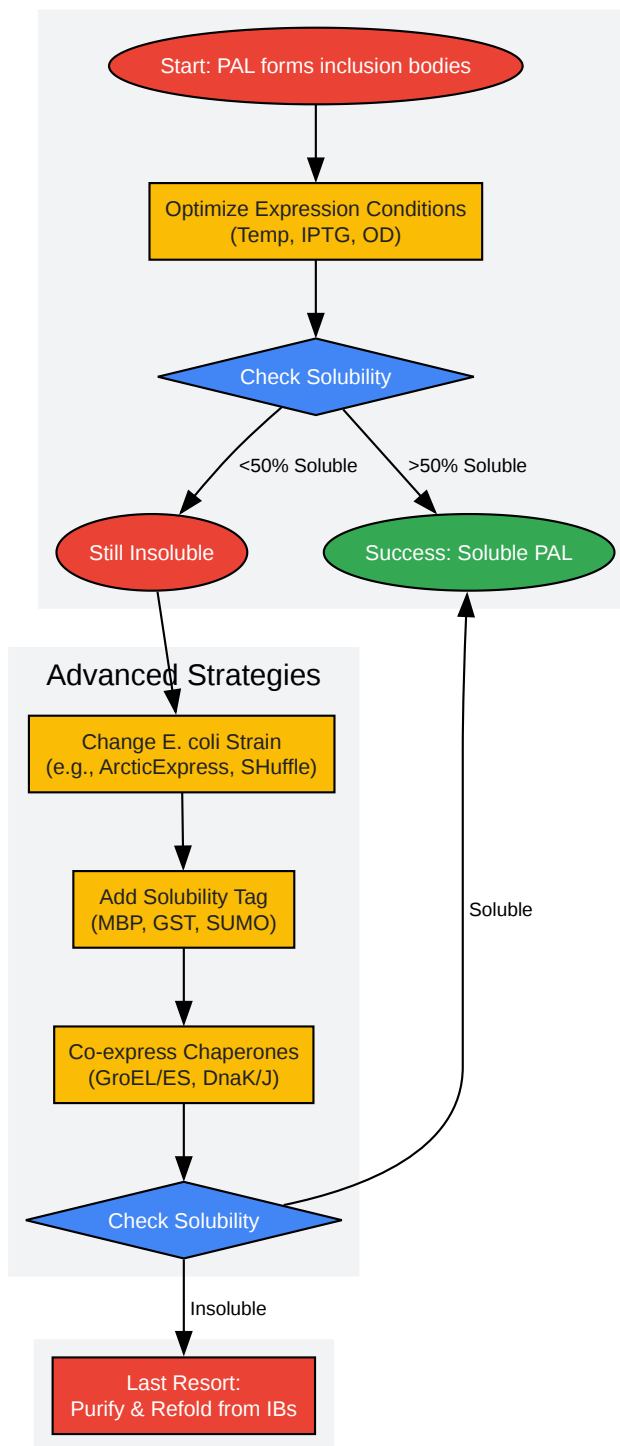 Start: PAL forms inclusion bodies
Optimize Expression Conditions
(Temp, IPTG, OD)
Check Solubility
<50% Soluble
>50% Soluble
Still Insoluble
Success: Soluble PAL
Advanced Strategies
Change E. coli Strain
(e.g., ArcticExpress, SHuffle)
Add Solubility Tag
(MBP, GST, SUMO)
Soluble
Co-express Chaperones
(GroEL/ES, DnaK/J)
Check Solubility
Insoluble
Last Resort:
Purify & Refold from IBs